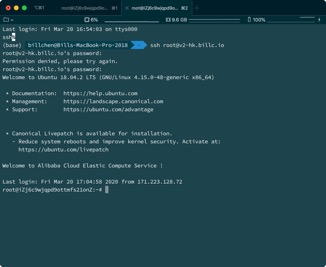 ⌥⌘1 root@iZj6c9wjqpd9o... ⌘2
6% 9.6 GB 100%
Last login: Fri Mar 20 16:54:03 on ttys000
ssh%
(base) billchen@Bills-MacBook-Pro-2018 ssh root@v2-hk.billc.io
root@v2-hk.billc.io's password:
Permission denied, please try again.
root@v2-hk.billc.io's password:
Welcome to Ubuntu 18.04.2 LTS (GNU/Linux 4.15.0-48-generic x86_64)
* Documentation: https://help.ubuntu.com
* Management: https://landscape.canonical.com
* Support: https://ubuntu.com/advantage
* Canonical Livepatch is available for installation.
- Reduce system reboots and improve kernel security. Activate at:
https://ubuntu.com/livepatch
Welcome to Alibaba Cloud Elastic Compute Service !
Last login: Fri Mar 20 17:04:58 2020 from 171.223.128.72
root@iZj6c9wjqpd9ottmfs21onZ:~#